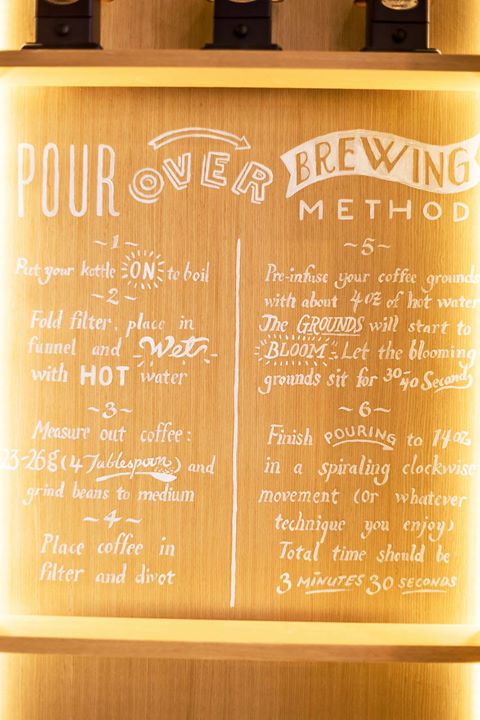 POUR OVER BREWING METHOD
~1~
Put your kettle ON to boil
~2~
Fold filter, place in
funnel and Wet
with HOT water
~3~
Measure out coffee:
23-26g (4 Tablespoon) and
grind beans to medium
~4~
Place coffee in
filter and divot
~5~
Pre-infuse your coffee grounds
with about 4oz of hot water
The GROUNDS will start to
BLOOM. Let the blooming
grounds sit for 30-40 Seconds
~6~
Finish POURING to 14oz
in a spiraling clockwise
movement (or whatever
technique you enjoy)
Total time should be
3 MINUTES 30 SECONDS